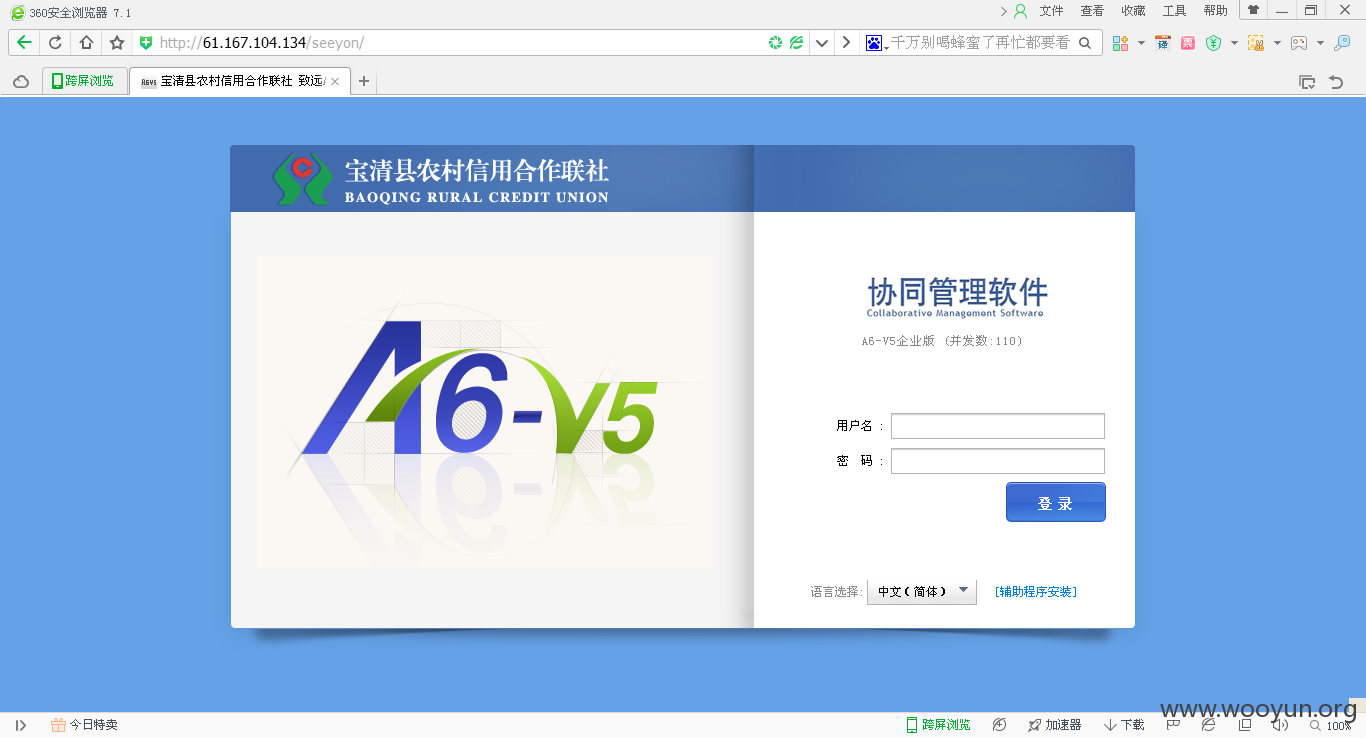 360安全浏览器 7.1
文件 查看 收藏 工具 帮助
http://61.167.104.134/seeyon/
千万别喝蜂蜜了再忙都要看
跨屏浏览
A6V5 宝清县农村信用合作联社 致远
宝清县农村信用合作联社
BAOQING RURAL CREDIT UNION
A6-V5
协同管理软件
Collaborative Management Software
A6-V5企业版 (并发数:110)
用户名 :
密 码 :
登 录
语言选择: 中文(简体) [辅助程序安装]
今日特卖
跨屏浏览 加速器 下载 100%
www.wooyun.org